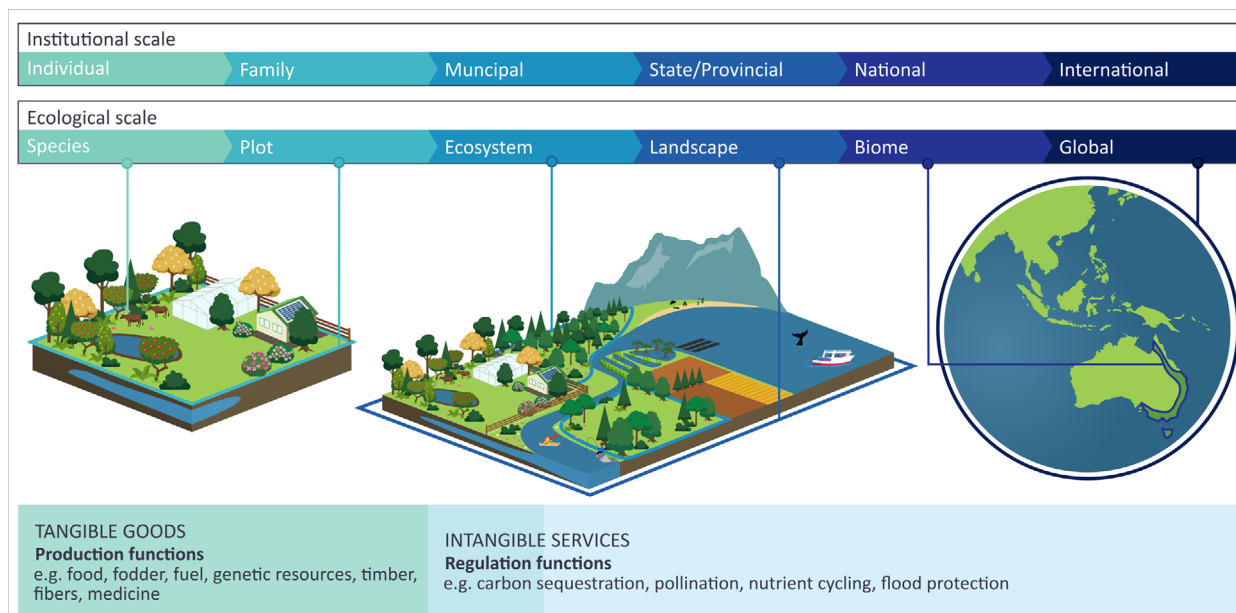 Institutional scale
Individual Family Muncipal State/Provincial National International
Ecological scale
Species Plot Ecosystem Landscape Biome Global
TANGIBLE GOODS
Production functions
e.g. food, fodder, fuel, genetic resources, timber,
fibers, medicine
INTANGIBLE SERVICES
Regulation functions
e.g. carbon sequestration, pollination, nutrient cycling, flood protection